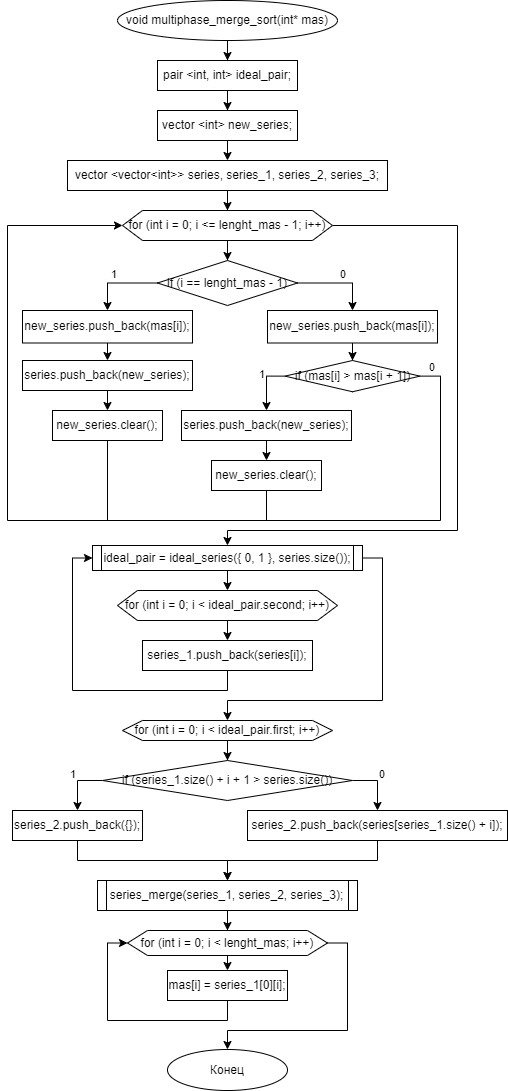 void multiphase_merge_sort(int* mas)
pair <int, int> ideal_pair;
vector <int> new_series;
vector <vector<int>> series, series_1, series_2, series_3;
for (int i = 0; i <= lenght_mas - 1; i++)
if (i == lenght_mas - 1)
1
0
new_series.push_back(mas[i]);
new_series.push_back(mas[i]);
series.push_back(new_series);
if (mas[i] > mas[i + 1])
1
0
new_series.clear();
series.push_back(new_series);
new_series.clear();
ideal_pair = ideal_series({ 0, 1 }, series.size());
for (int i = 0; i < ideal_pair.second; i++)
series_1.push_back(series[i]);
for (int i = 0; i < ideal_pair.first; i++)
if (series_1.size() + i + 1 > series.size())
1
0
series_2.push_back({});
series_2.push_back(series[series_1.size() + i]);
series_merge(series_1, series_2, series_3);
for (int i = 0; i < lenght_mas; i++)
mas[i] = series_1[0][i];
Конец